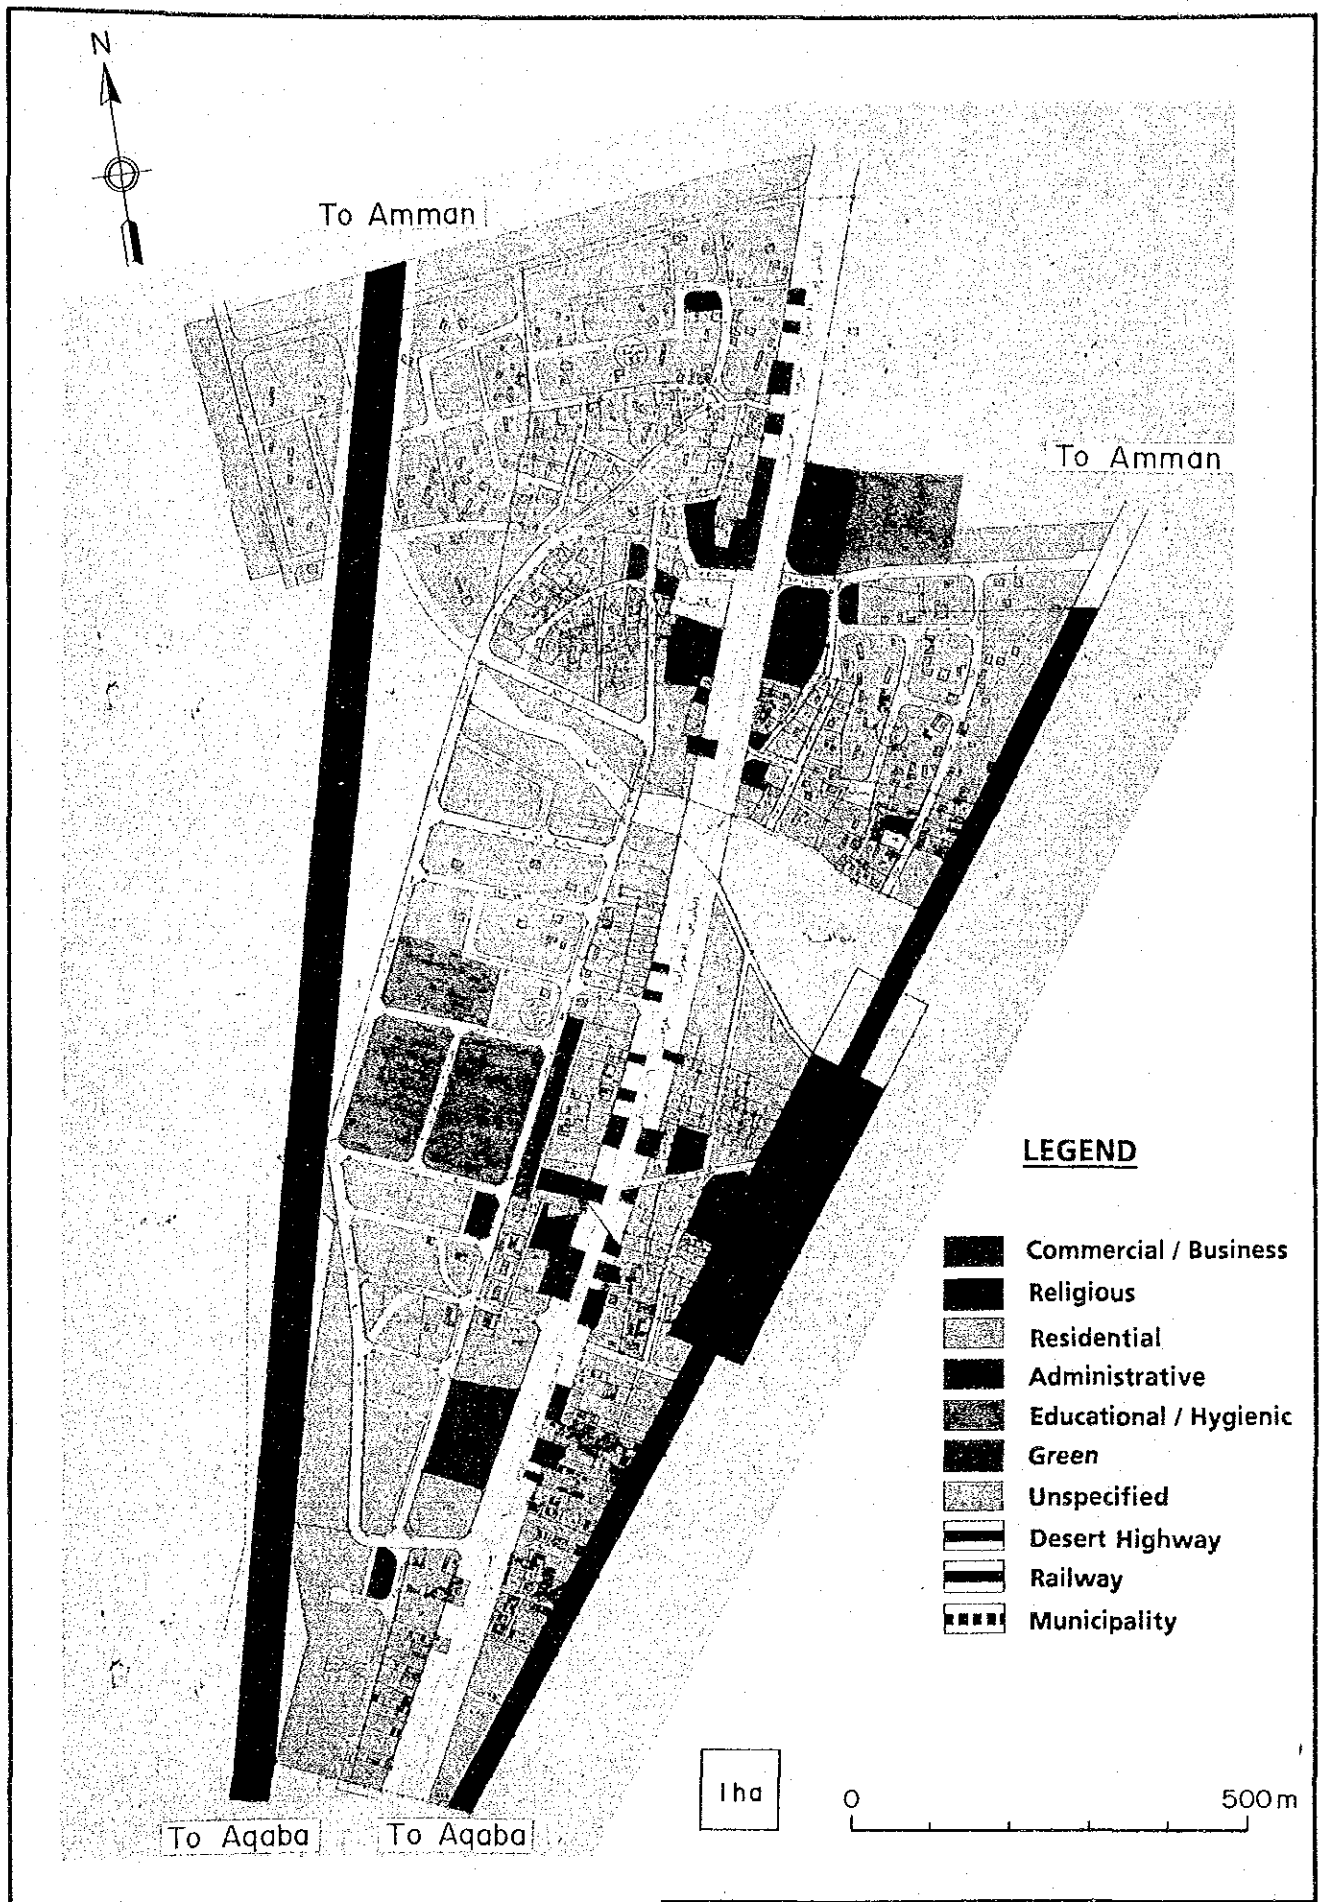 N
To Amman
To Amman
LEGEND
Commercial / Business
Religious
Residential
Administrative
Educational / Hygienic
Green
Unspecified
Desert Highway
Railway
Municipality
1ha
0 500m
To Aqaba To Aqaba